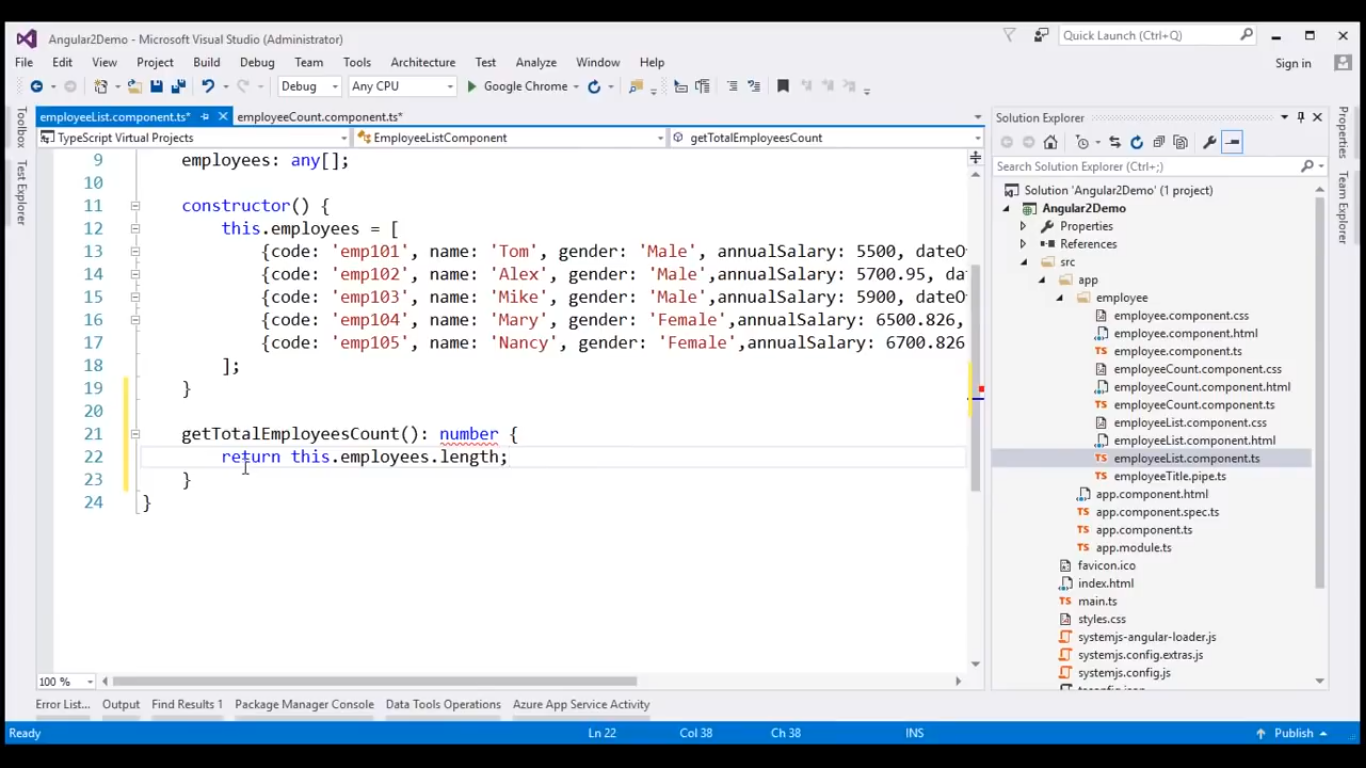 Angular2Demo - Microsoft Visual Studio (Administrator)
Quick Launch (Ctrl+Q)
File Edit View Project Build Debug Team Tools Architecture Test Analyze Window Help
Sign in
Debug Any CPU Google Chrome
Toolbox
Test Explorer
employeeList.component.ts* employeeCount.component.ts*
TypeScript Virtual Projects EmployeeListComponent getTotalEmployeesCount
9 employees: any[];
10
11 constructor() {
12 this.employees = [
13 {code: 'emp101', name: 'Tom', gender: 'Male', annualSalary: 5500, dateO
14 {code: 'emp102', name: 'Alex', gender: 'Male',annualSalary: 5700.95, da
15 {code: 'emp103', name: 'Mike', gender: 'Male',annualSalary: 5900, dateO
16 {code: 'emp104', name: 'Mary', gender: 'Female',annualSalary: 6500.826,
17 {code: 'emp105', name: 'Nancy', gender: 'Female',annualSalary: 6700.826
18 ];
19 }
20
21 getTotalEmployeesCount(): number {
22 return this.employees.length;
23 }
24 }
100 %
Solution Explorer
Search Solution Explorer (Ctrl+;)
Solution 'Angular2Demo' (1 project)
Angular2Demo
Properties
References
src
app
employee
employee.component.css
employee.component.html
TS employee.component.ts
employeeCount.component.css
employeeCount.component.html
TS employeeCount.component.ts
employeeList.component.css
employeeList.component.html
TS employeeList.component.ts
TS employeeTitle.pipe.ts
app.component.html
TS app.component.spec.ts
TS app.component.ts
TS app.module.ts
favicon.ico
index.html
TS main.ts
styles.css
systemjs-angular-loader.js
systemjs.config.extras.js
systemjs.config.js
Properties
Team Explorer
Error List... Output Find Results 1 Package Manager Console Data Tools Operations Azure App Service Activity
Ready Ln 22 Col 38 Ch 38 INS Publish